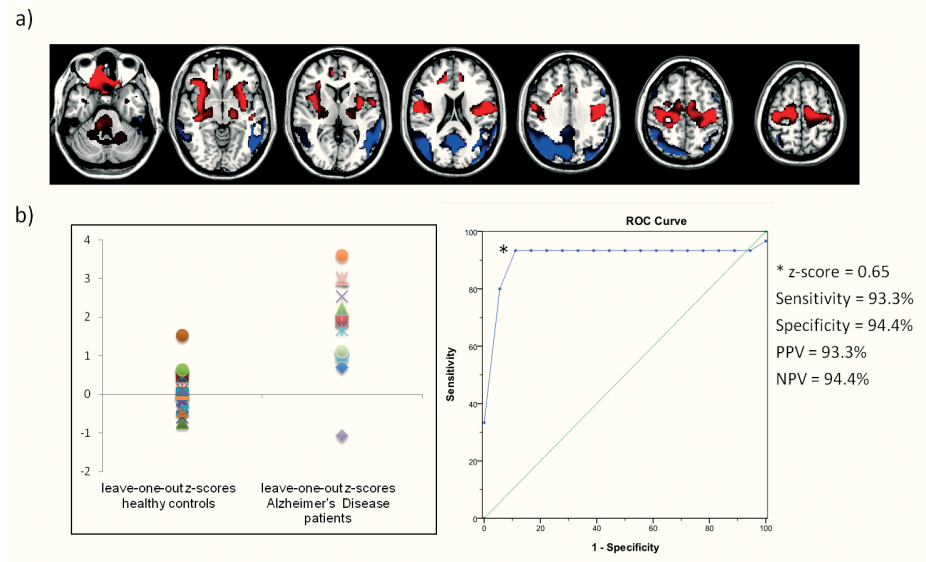 a)
b)
4
3
2
1
0
-1
-2
leave-one-outz-scores
healthy controls
leave-one-outz-scores
Alzheimer's Disease
patients
ROC Curve
100
80
60
40
20
0
0 20 40 60 80 100
Sensitivity
1 - Specificity
*
* z-score = 0.65
Sensitivity = 93.3%
Specificity = 94.4%
PPV = 93.3%
NPV = 94.4%